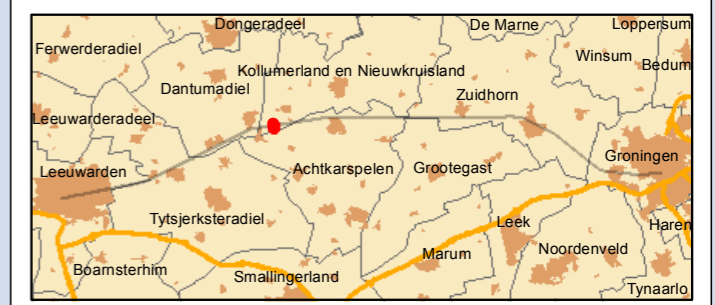 Dongeradeel
De Marne
Loppersum
Ferwerderadiel
Winsum
Bedum
Kollumerland en Nieuwkruisland
Dantumadiel
Zuidhorn
Leeuwarderadeel
Groningen
Leeuwarden
Achtkarspelen
Grootegast
Tytsjerksteradiel
Leek
Haren
Noordenveld
Marum
Boarnsterhim
Smallingerland
Tynaarlo